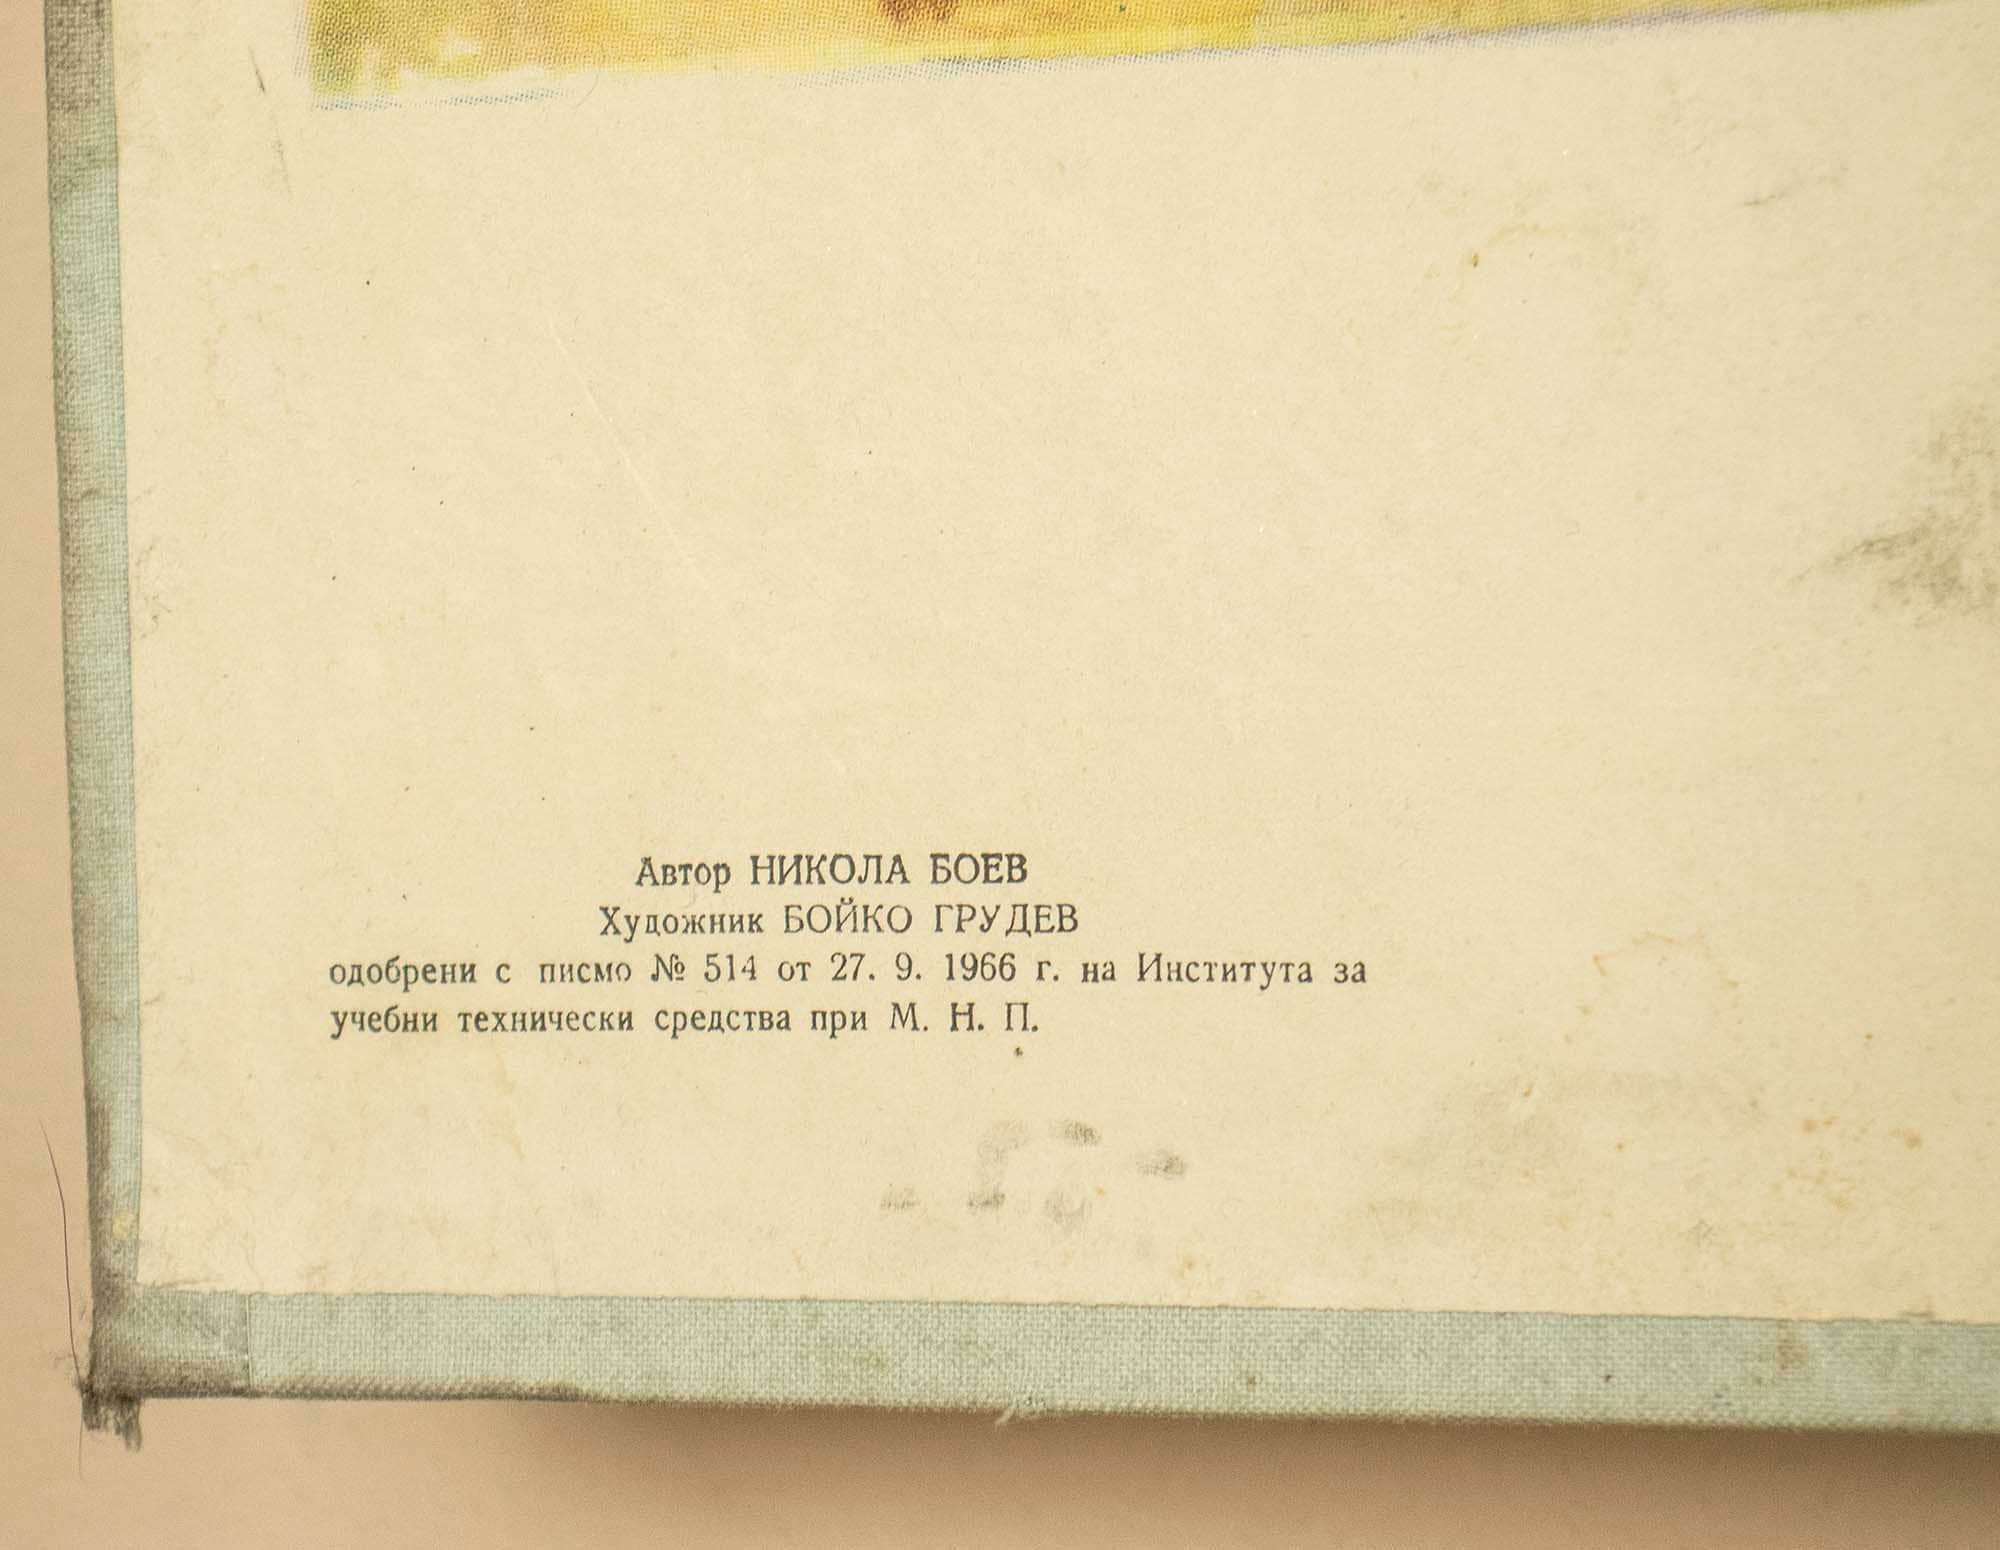 Автор НИКОЛА БОЕВ
Художник БОЙКО ГРУДЕВ
одобрени с писмо № 514 от 27. 9. 1966 г. на Института за
учебни технически средства при М. Н. П.